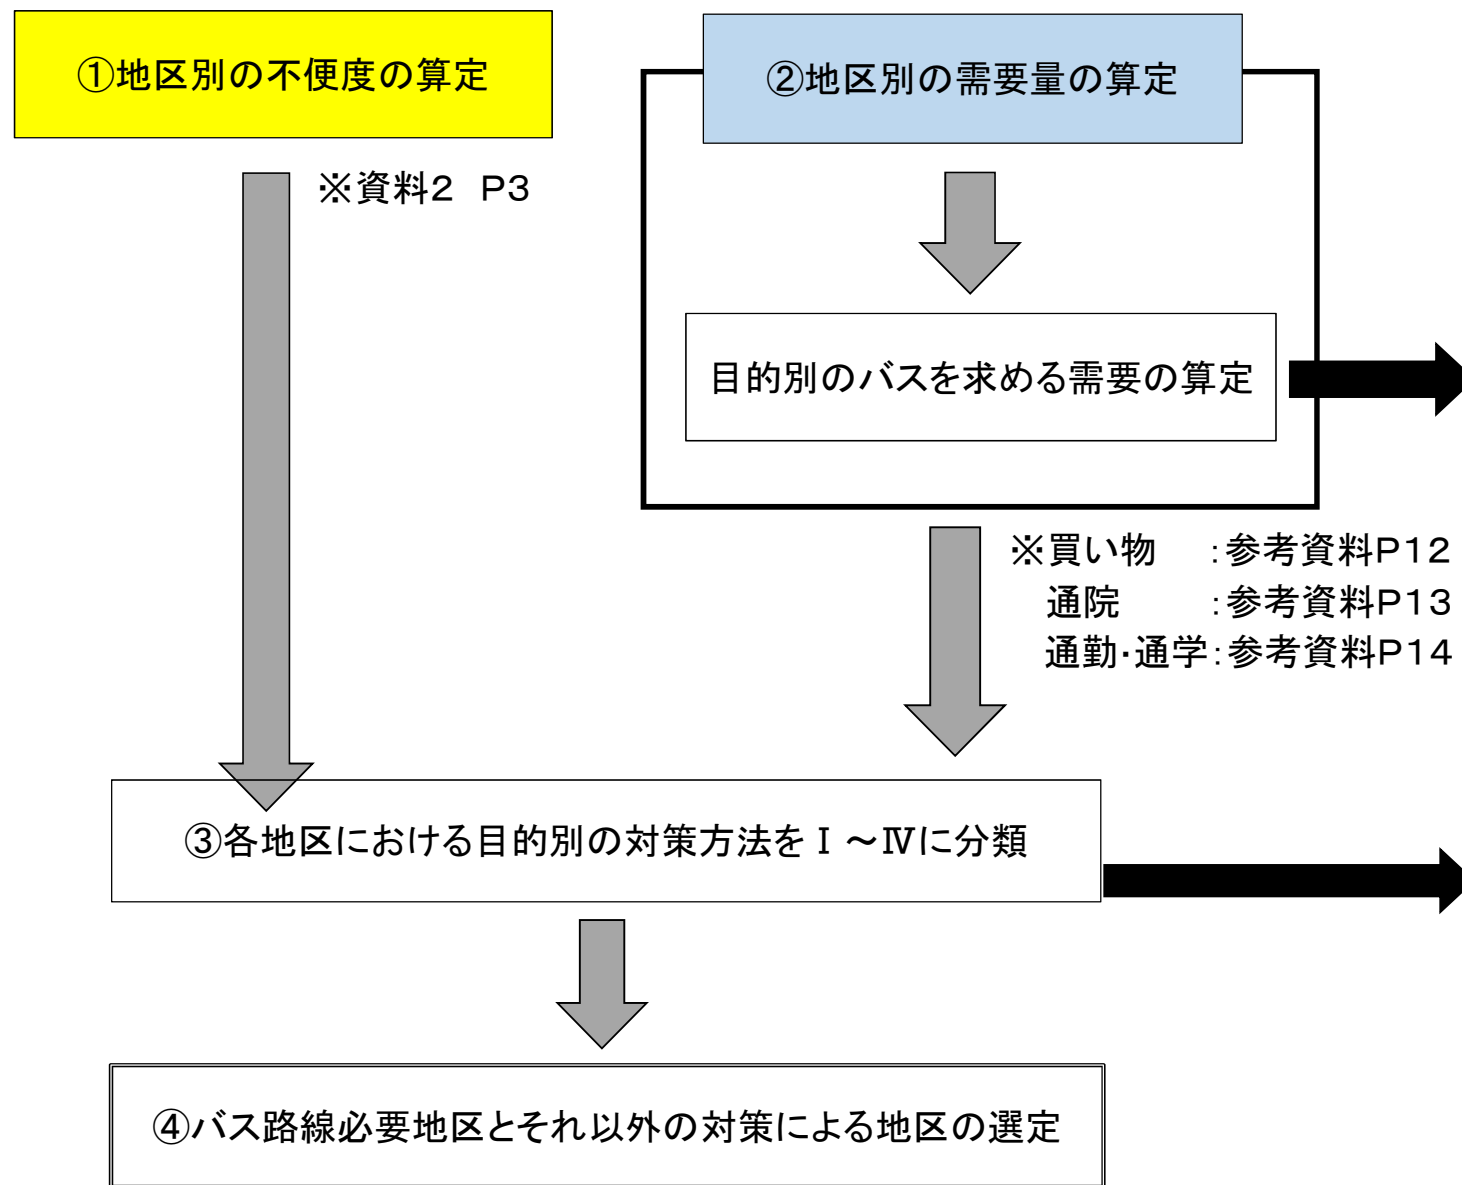 ①地区別の不便度の算定
②地区別の需要量の算定
※資料2　P3
目的別のバスを求める需要の算定
※買い物　：参考資料P12
通院　　：参考資料P13
通勤・通学：参考資料P14
③各地区における目的別の対策方法をⅠ～Ⅳに分類
④バス路線必要地区とそれ以外の対策による地区の選定